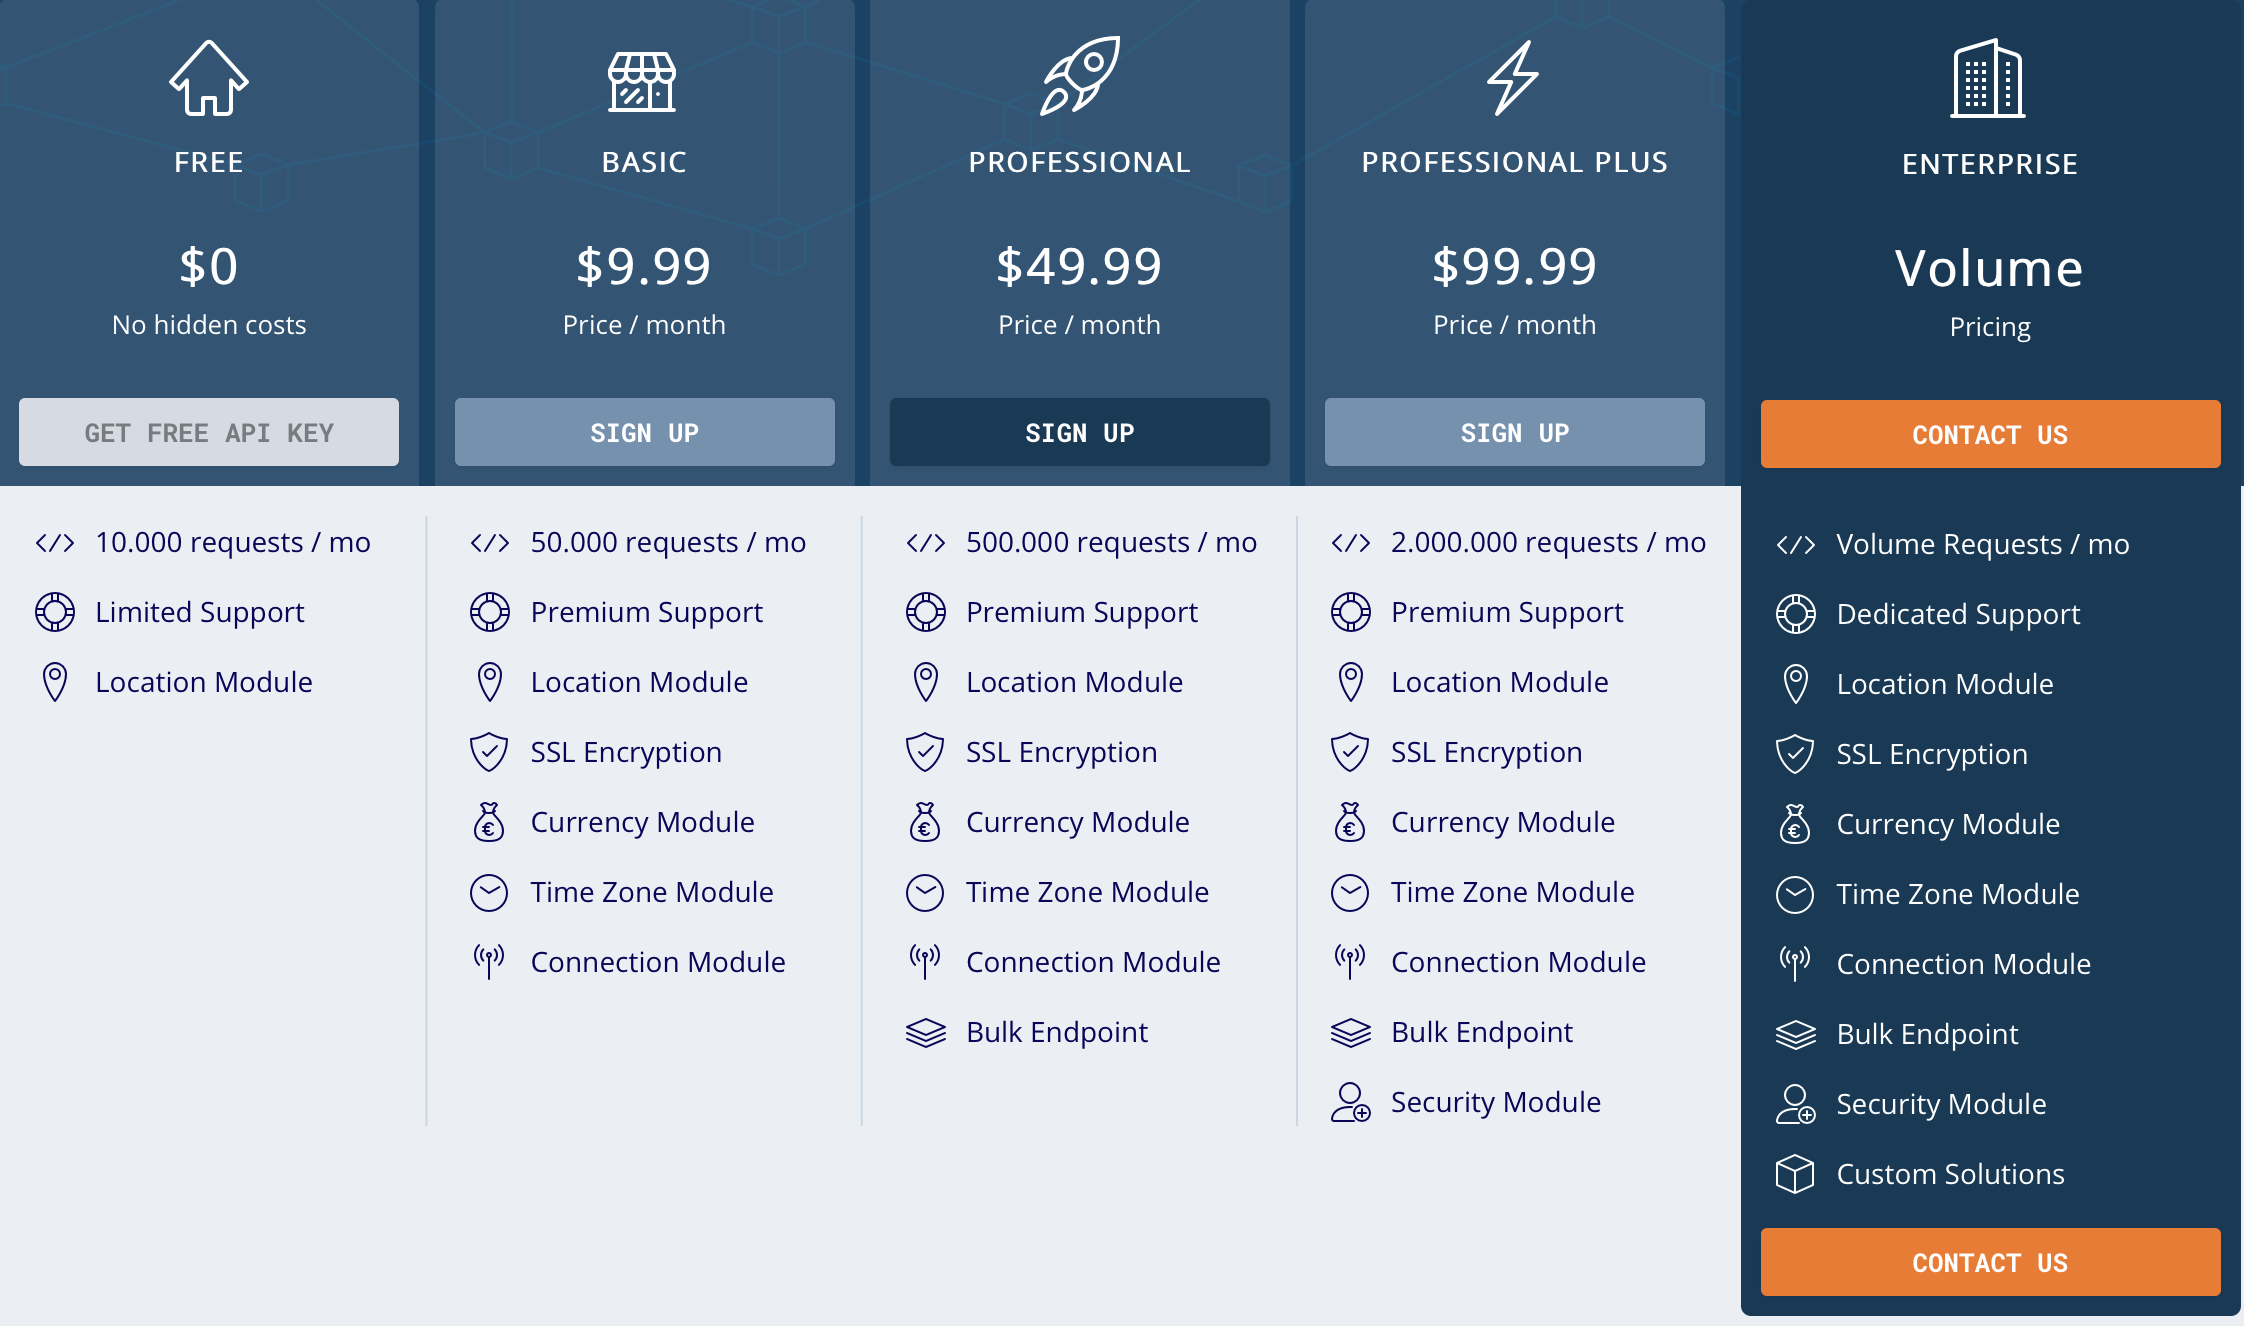 FREE
$0
No hidden costs
GET FREE API KEY
10.000 requests / mo
Limited Support
Location Module
BASIC
$9.99
Price / month
SIGN UP
50.000 requests / mo
Premium Support
Location Module
SSL Encryption
Currency Module
Time Zone Module
Connection Module
PROFESSIONAL
$49.99
Price / month
SIGN UP
500.000 requests / mo
Premium Support
Location Module
SSL Encryption
Currency Module
Time Zone Module
Connection Module
Bulk Endpoint
PROFESSIONAL PLUS
$99.99
Price / month
SIGN UP
2.000.000 requests / mo
Premium Support
Location Module
SSL Encryption
Currency Module
Time Zone Module
Connection Module
Bulk Endpoint
Security Module
ENTERPRISE
Volume
Pricing
CONTACT US
Volume Requests / mo
Dedicated Support
Location Module
SSL Encryption
Currency Module
Time Zone Module
Connection Module
Bulk Endpoint
Security Module
Custom Solutions
CONTACT US